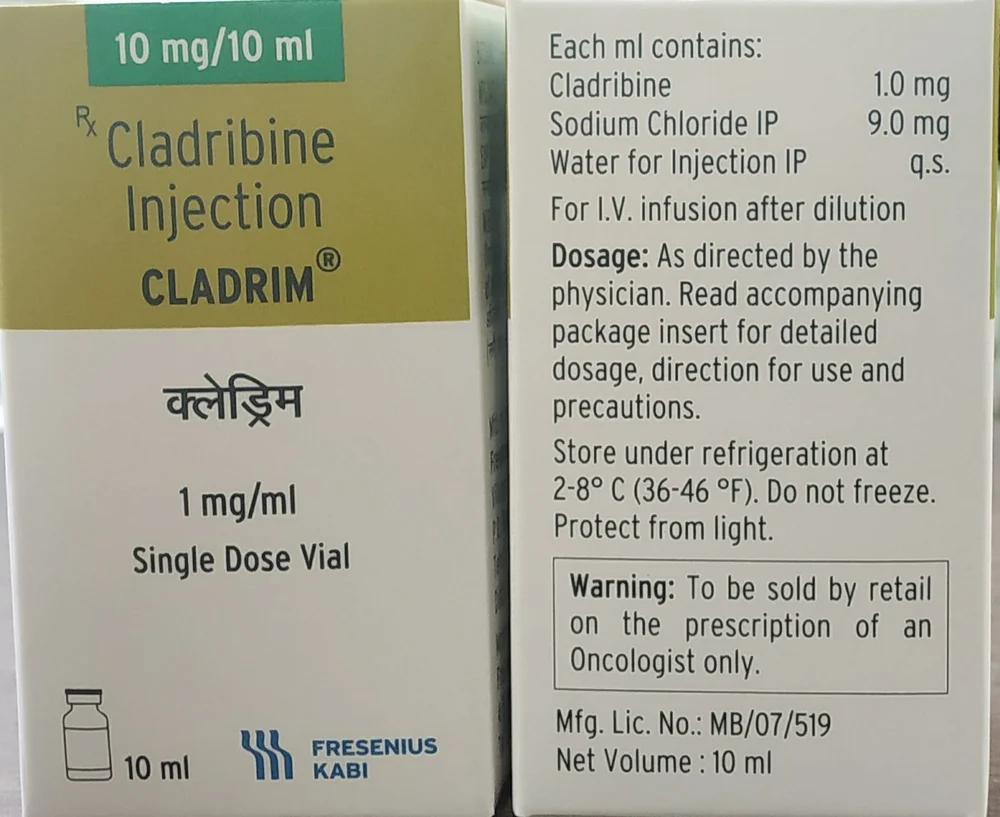 10 mg/10 ml
Rx Cladribine
Injection
CLADRIM®
क्लेड्रिम
1 mg/ml
Single Dose Vial
10 ml
FRESENIUS
KABI
Each ml contains:
Cladribine 1.0 mg
Sodium Chloride IP 9.0 mg
Water for Injection IP q.s.
For I.V. infusion after dilution
Dosage: As directed by the
physician. Read accompanying
package insert for detailed
dosage, direction for use and
precautions.
Store under refrigeration at
2-8° C (36-46 °F). Do not freeze.
Protect from light.
Warning: To be sold by retail
on the prescription of an
Oncologist only.
Mfg. Lic. No.: MB/07/519
Net Volume : 10 ml